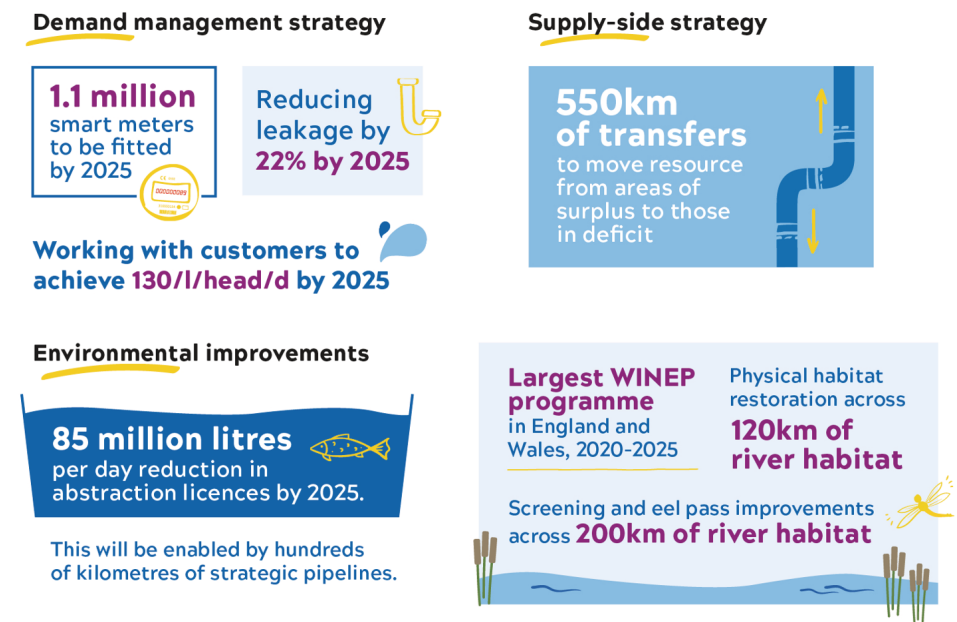 Demand management strategy
1.1 million
smart meters
to be fitted
by 2025
Reducing
leakage by
22% by 2025
Working with customers to
achieve 130/l/head/d by 2025
Supply-side strategy
550km
of transfers
to move resource
from areas of
surplus to those
in deficit
Environmental improvements
85 million litres
per day reduction in
abstraction licences by 2025.
This will be enabled by hundreds
of kilometres of strategic pipelines.
Largest WINEP
programme
in England and
Wales, 2020-2025
Physical habitat
restoration across
120km of
river habitat
Screening and eel pass improvements
across 200km of river habitat